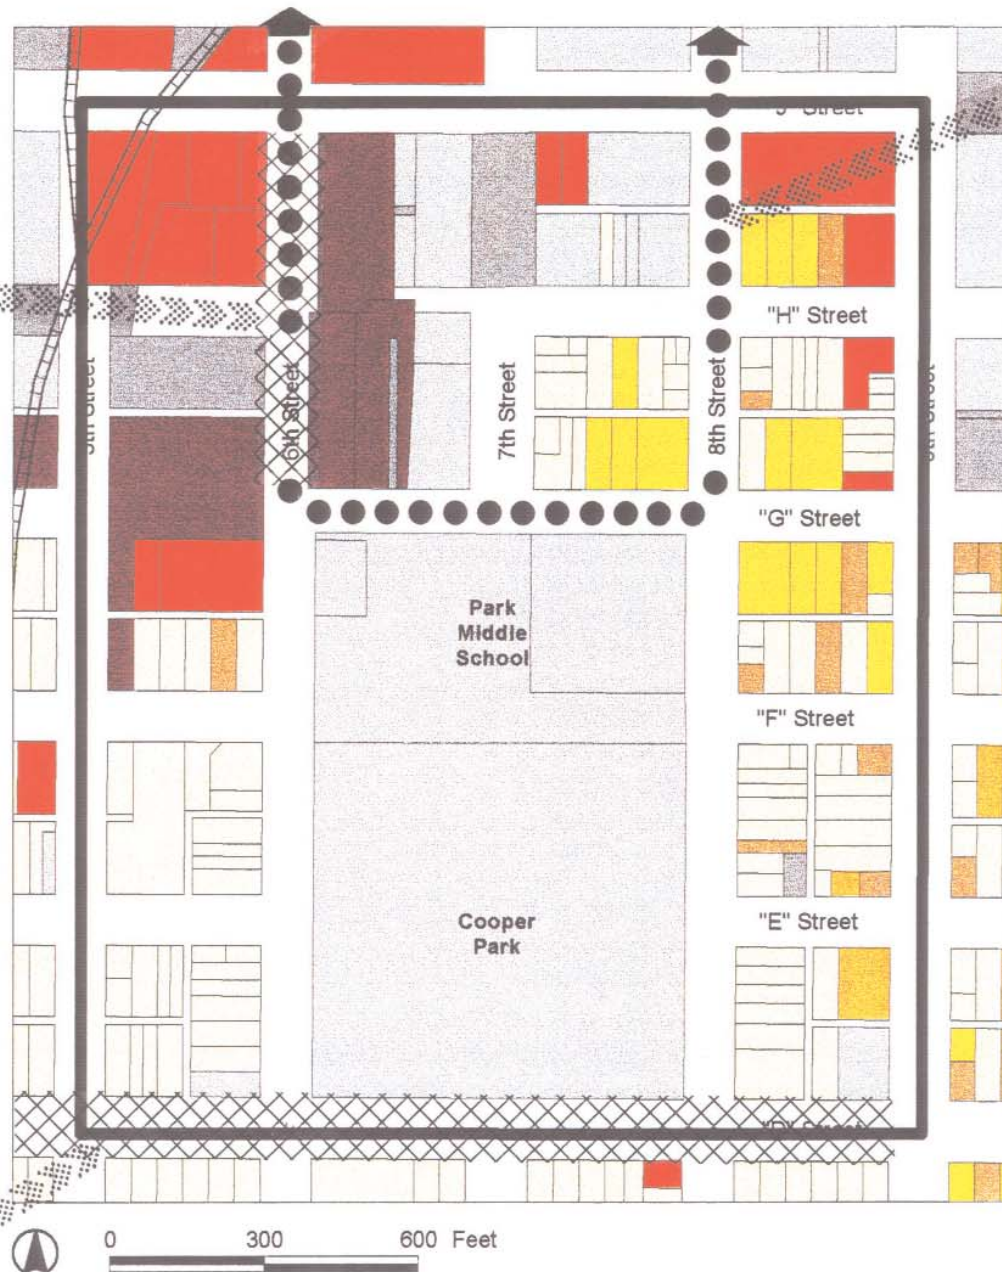 "H" Street
6th Street
7th Street
8th Street
"G" Street
Park
Middle
School
"F" Street
Cooper
Park
"E" Street
0 300 600 Feet